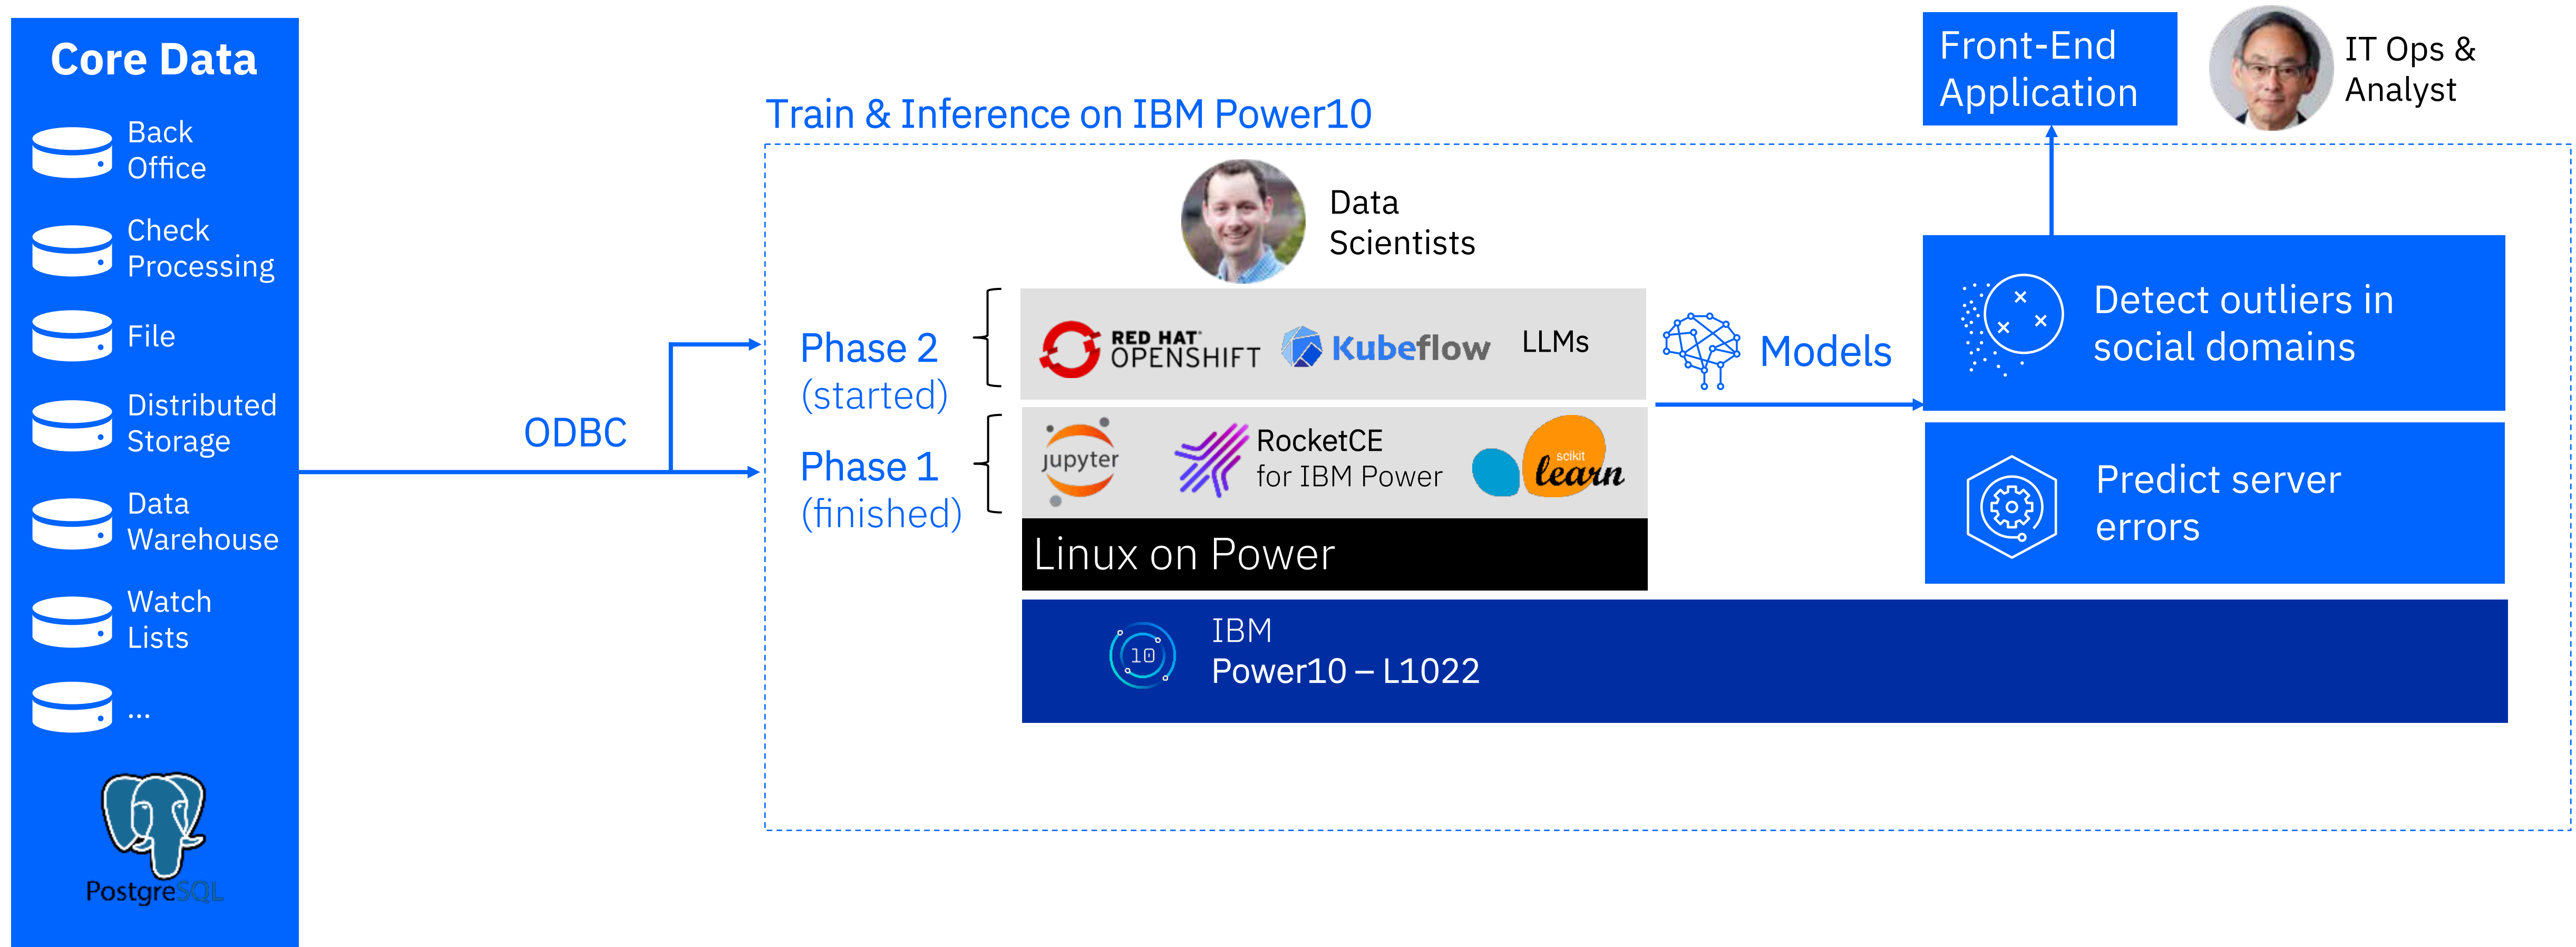 Core Data
Back
Office
Check
Processing
File
Distributed
Storage
Data
Warehouse
Watch
Lists
...
PostgreSQL
ODBC
Train & Inference on IBM Power10
Data
Scientists
Phase 2
(started)
RED HAT®
OPENSHIFT
Kubeflow
LLMs
Phase 1
(finished)
jupyter
RocketCE
for IBM Power
scikit
learn
Linux on Power
10
IBM
Power10 – L1022
Models
Front-End
Application
IT Ops &
Analyst
Detect outliers in
social domains
Predict server
errors